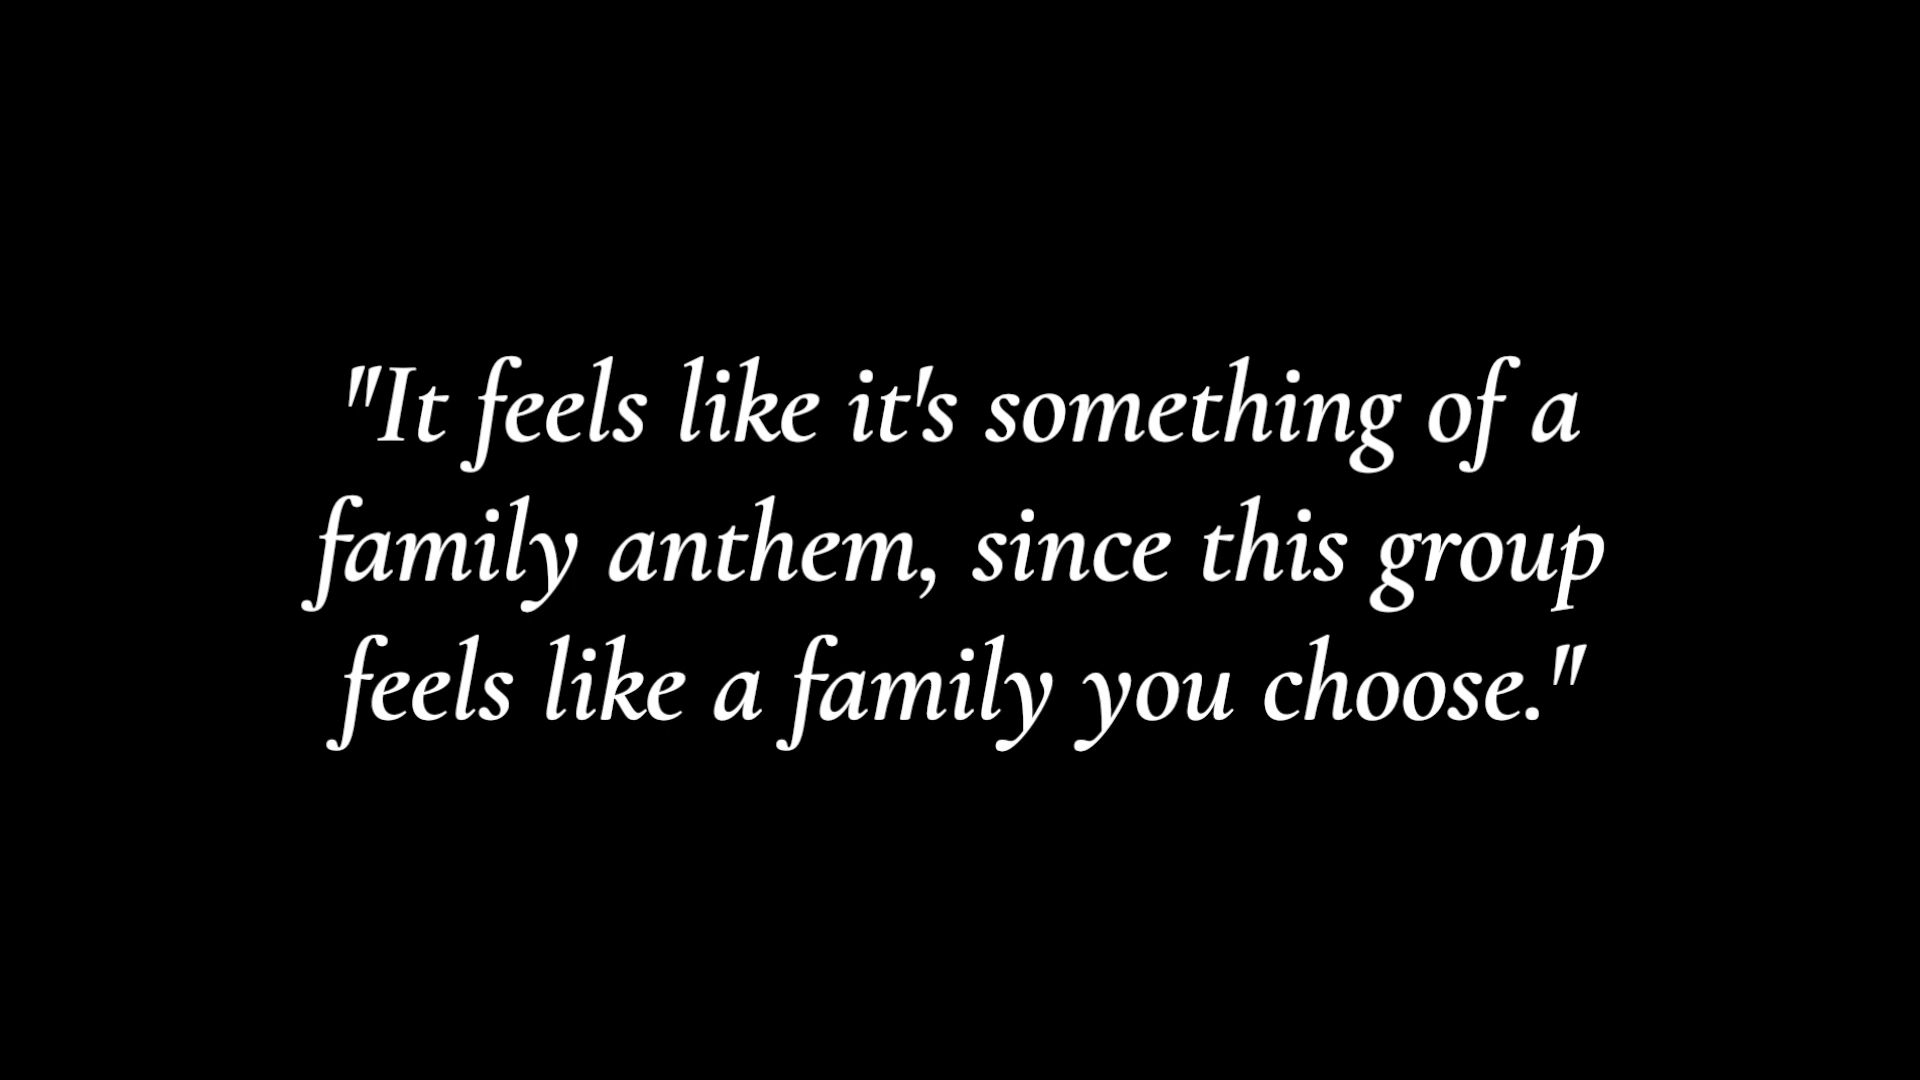 "It feels like it's something of a
family anthem, since this group
feels like a family you choose."